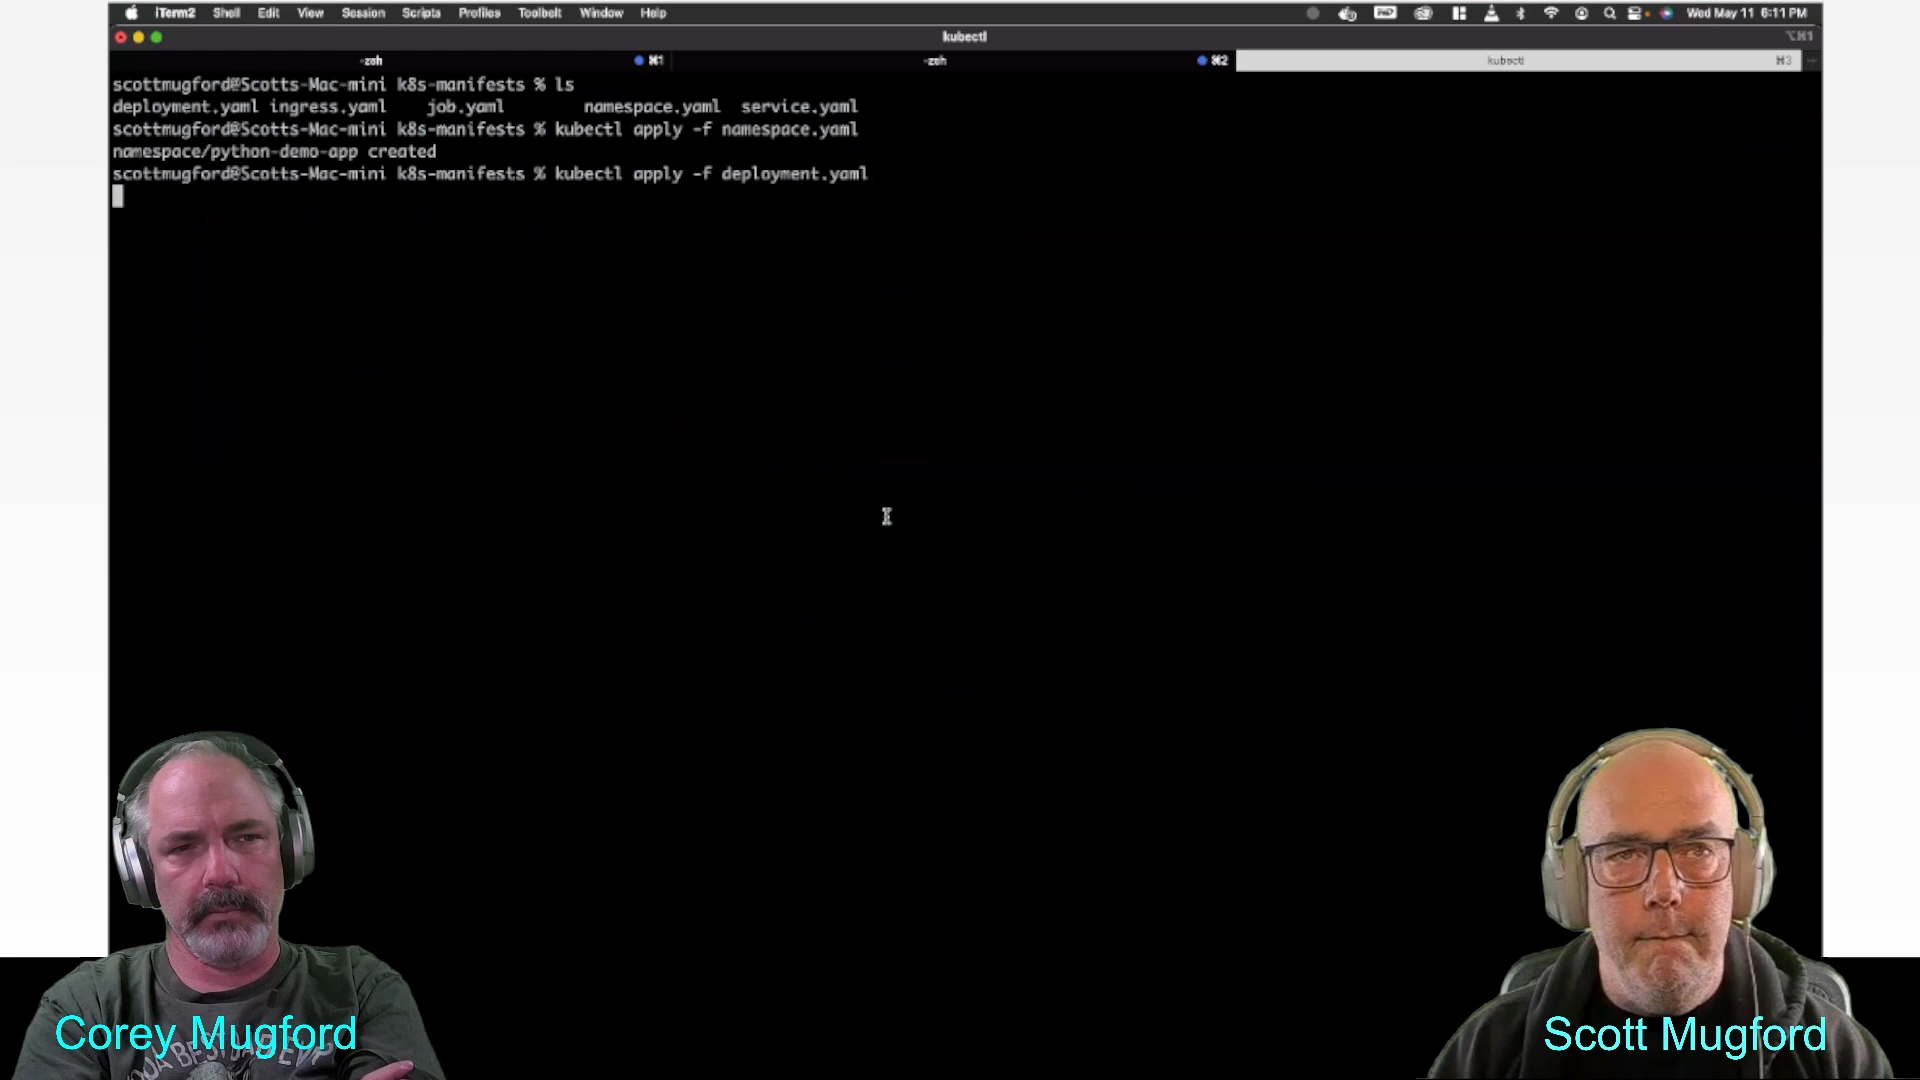 iTerm2 Shell Edit View Session Scripts Profiles Toolbelt Window Help Wed May 11 6:11 PM
kubectl ⌥⌘1
-zsh ⌘1 -zsh ⌘2 kubectl ⌘3
scottmugford@Scotts-Mac-mini k8s-manifests % ls
deployment.yaml ingress.yaml job.yaml namespace.yaml service.yaml
scottmugford@Scotts-Mac-mini k8s-manifests % kubectl apply -f namespace.yaml
namespace/python-demo-app created
scottmugford@Scotts-Mac-mini k8s-manifests % kubectl apply -f deployment.yaml
Corey Mugford
Scott Mugford